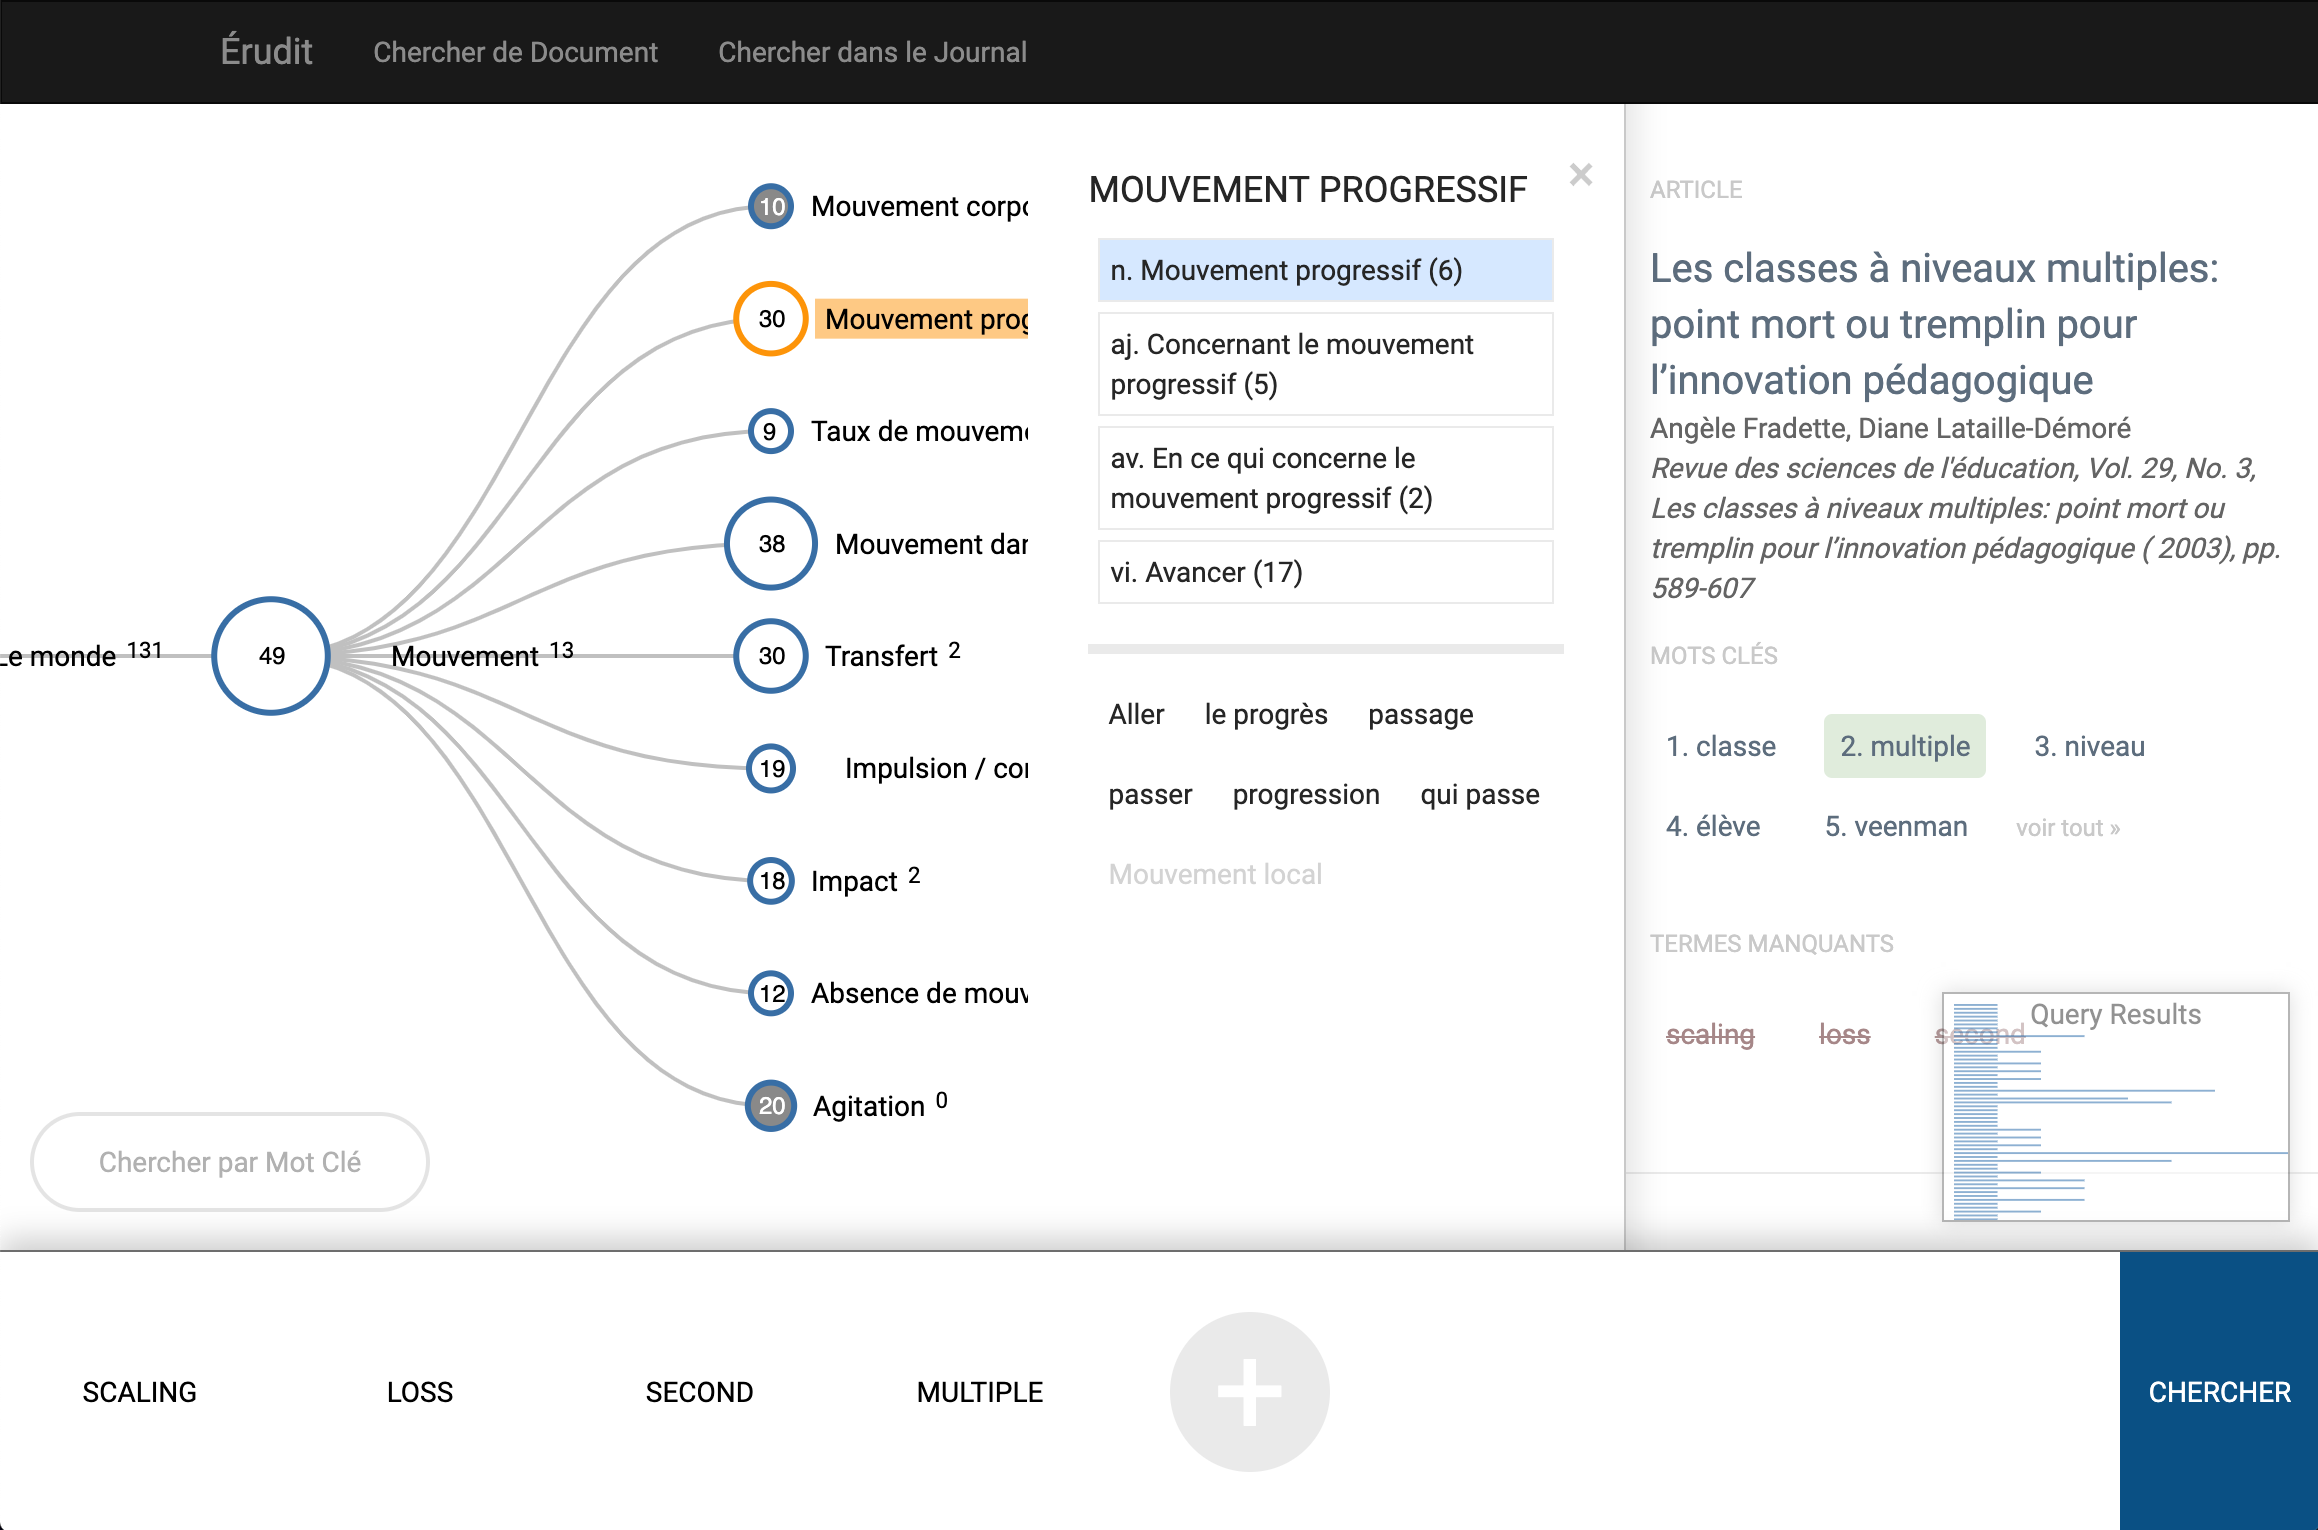 Érudit Chercher de Document Chercher dans le Journal
10 Mouvement corpo
30 Mouvement prog
9 Taux de mouveme
38 Mouvement dan
Le monde 131 49 Mouvement 13 30 Transfert 2
19 Impulsion / con
18 Impact 2
12 Absence de mouv
20 Agitation 0
Chercher par Mot Clé
MOUVEMENT PROGRESSIF ×
n. Mouvement progressif (6)
aj. Concernant le mouvement
progressif (5)
av. En ce qui concerne le
mouvement progressif (2)
vi. Avancer (17)
Aller le progrès passage
passer progression qui passe
Mouvement local
ARTICLE
Les classes à niveaux multiples:
point mort ou tremplin pour
l’innovation pédagogique
Angèle Fradette, Diane Lataille-Démoré
Revue des sciences de l'éducation, Vol. 29, No. 3,
Les classes à niveaux multiples: point mort ou
tremplin pour l’innovation pédagogique ( 2003), pp.
589-607
MOTS CLÉS
1. classe 2. multiple 3. niveau
4. élève 5. veenman voir tout »
TERMES MANQUANTS
scaling loss second
Query Results
SCALING LOSS SECOND MULTIPLE + CHERCHER